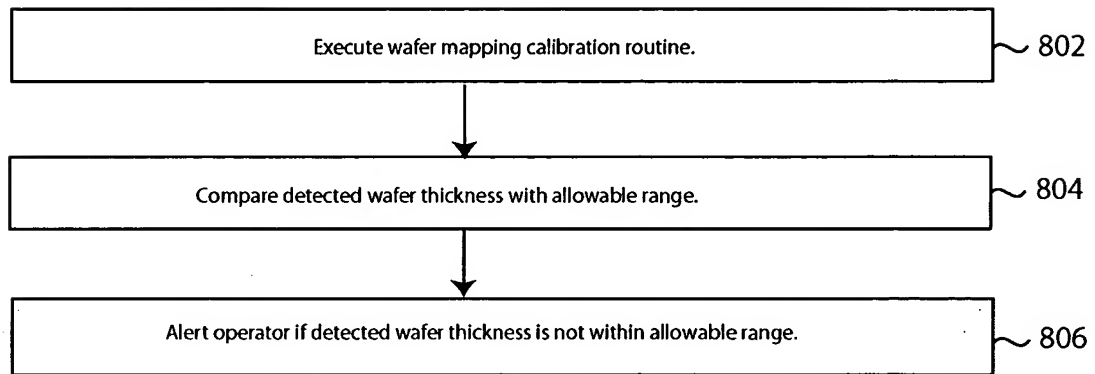 Execute wafer mapping calibration routine.
802
Compare detected wafer thickness with allowable range.
804
Alert operator if detected wafer thickness is not within allowable range.
806